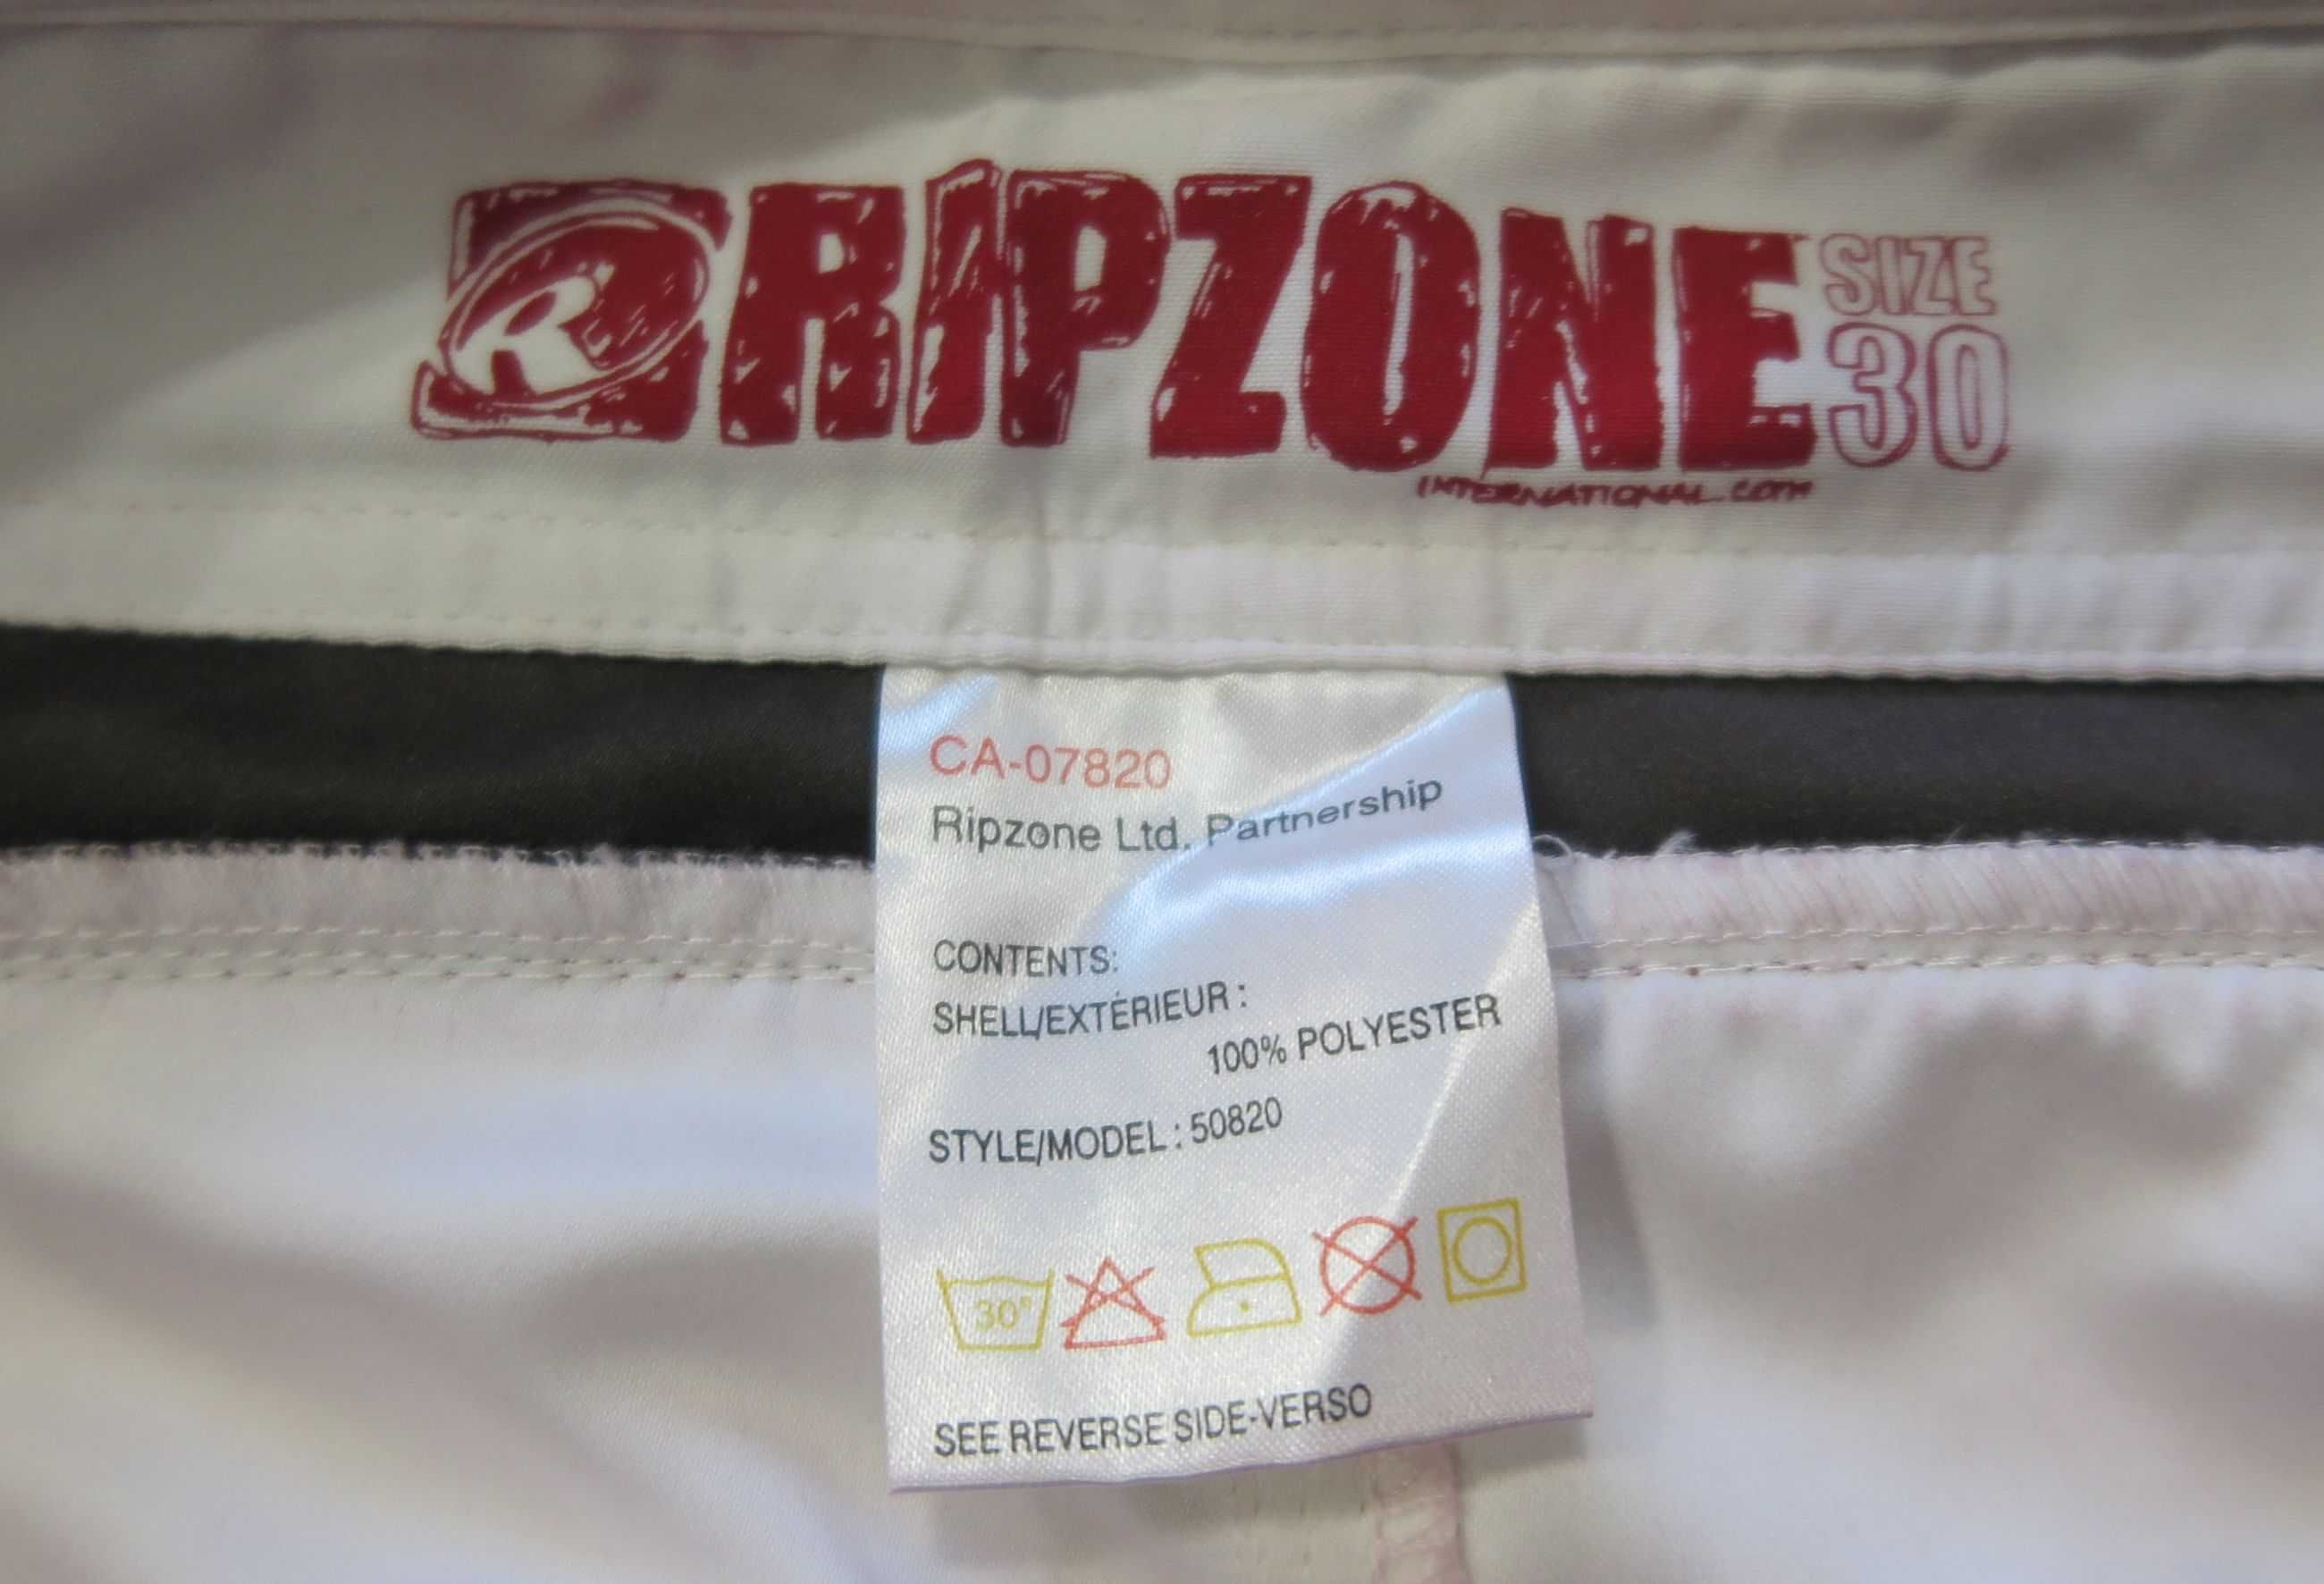 R RIPZONE SIZE
30
INTERNATIONAL.COM
CA-07820
Ripzone Ltd. Partnership
CONTENTS:
SHELL/EXTÉRIEUR :
100% POLYESTER
STYLE/MODEL : 50820
30°
SEE REVERSE SIDE-VERSO